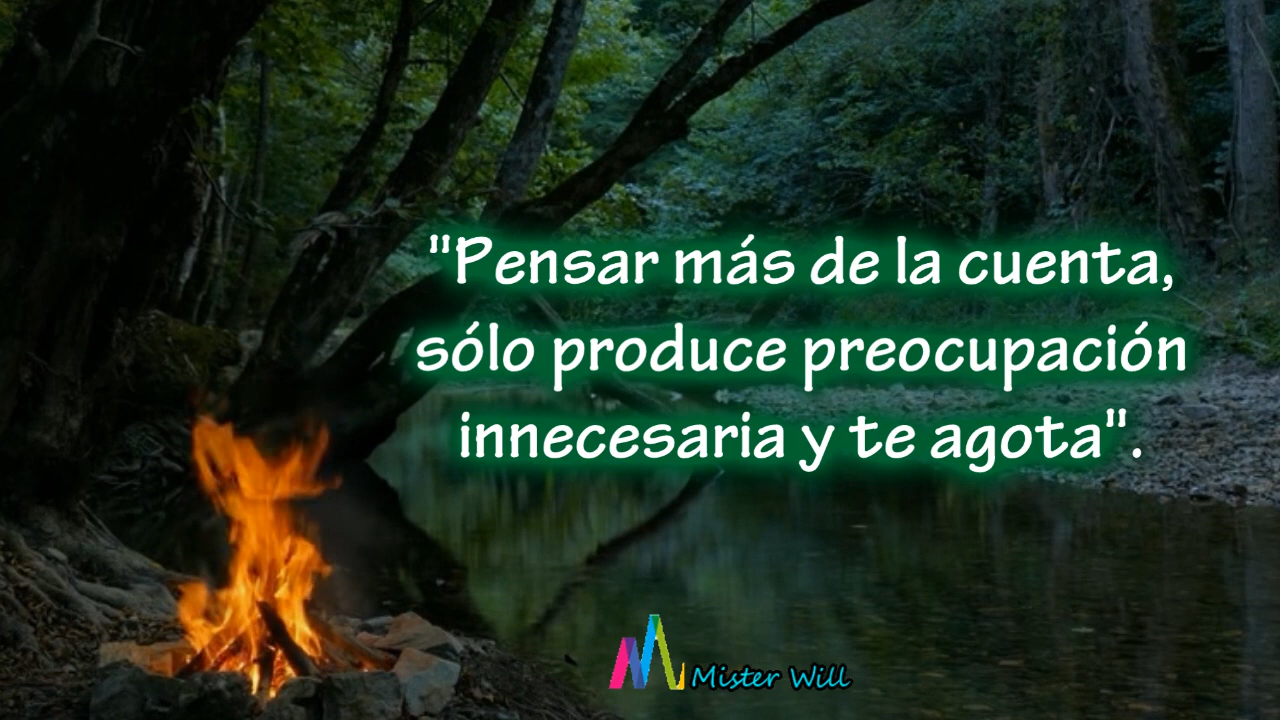 "Pensar más de la cuenta,
sólo produce preocupación
innecesaria y te agota".
Mister Will